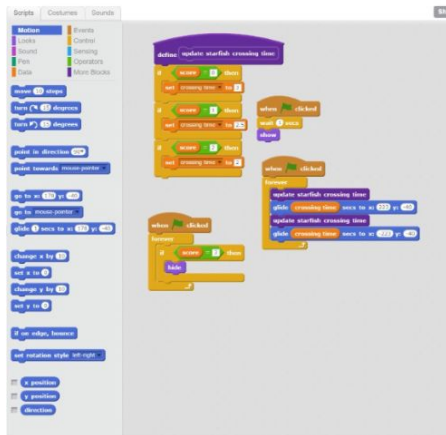 Scripts Costumes Sounds
Motion Events
Looks Control
Sound Sensing
Pen Operators
Data More Blocks
move 10 steps
turn 15 degrees
turn 15 degrees
point in direction 90
point towards mouse-pointer
go to x: y:
go to mouse-pointer
glide 1 secs to x: y:
change x by 10
set x to 0
change y by 10
set y to 0
if on edge, bounce
set rotation style left-right
x position
y position
direction
define update starfish crossing time
if score = then
set crossing time to
if score = then
set crossing time to 2.5
if score = then
set crossing time to
when clicked
wait secs
show
when clicked
forever
update starfish crossing time
glide crossing time secs to x: y:
update starfish crossing time
glide crossing time secs to x: y:
when clicked
forever
if score = then
hide